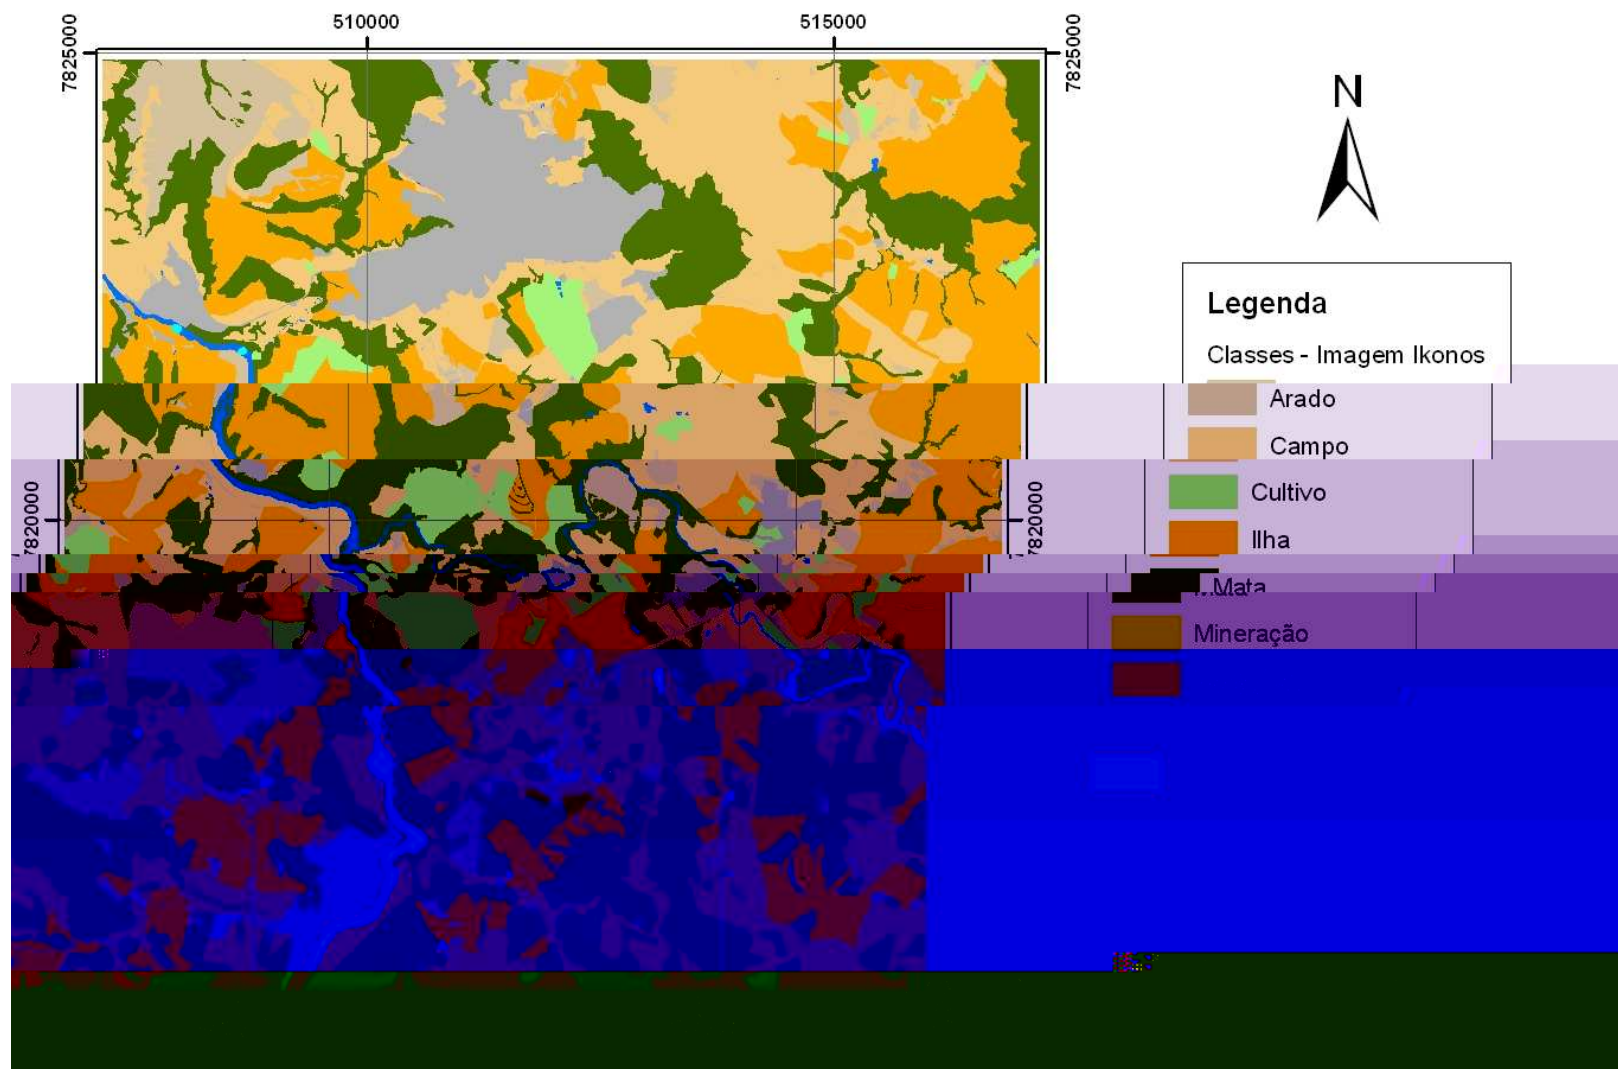 510000 515000
7825000 7825000
N
Legenda
Classes - Imagem Ikonos
Arado
Campo
Cultivo
Ilha
Mata
Mineração
7820000 7820000